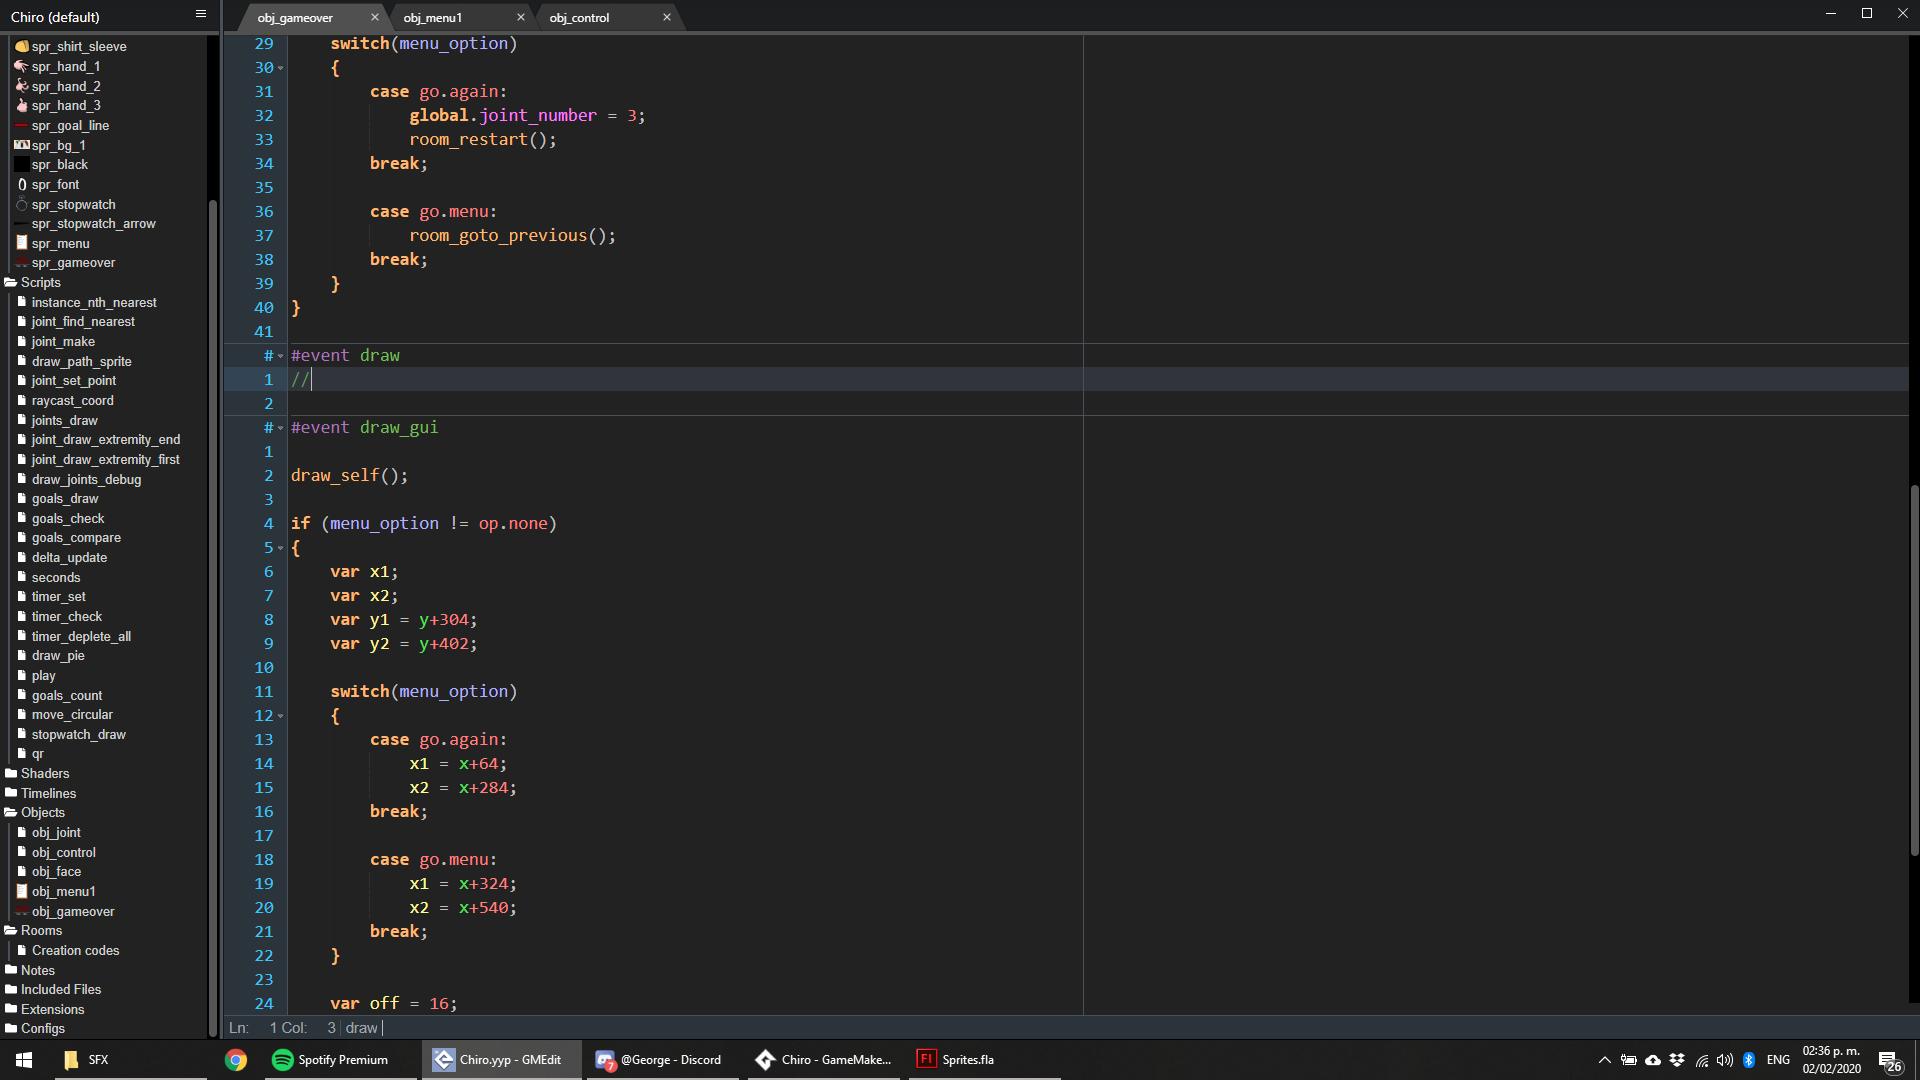 Chiro (default)
obj_gameover
obj_menu1
obj_control
spr_shirt_sleeve
spr_hand_1
spr_hand_2
spr_hand_3
spr_goal_line
spr_bg_1
spr_black
spr_font
spr_stopwatch
spr_stopwatch_arrow
spr_menu
spr_gameover
Scripts
instance_nth_nearest
joint_find_nearest
joint_make
draw_path_sprite
joint_set_point
raycast_coord
joints_draw
joint_draw_extremity_end
joint_draw_extremity_first
draw_joints_debug
goals_draw
goals_check
goals_compare
delta_update
seconds
timer_set
timer_check
timer_deplete_all
draw_pie
play
goals_count
move_circular
stopwatch_draw
qr
Shaders
Timelines
Objects
obj_joint
obj_control
obj_face
obj_menu1
obj_gameover
Rooms
Creation codes
Notes
Included Files
Extensions
Configs
29 switch(menu_option)
30 {
31 case go.again:
32 global.joint_number = 3;
33 room_restart();
34 break;
35
36 case go.menu:
37 room_goto_previous();
38 break;
39 }
40 }
41
# #event draw
1 //
2
# #event draw_gui
1
2 draw_self();
3
4 if (menu_option != op.none)
5 {
6 var x1;
7 var x2;
8 var y1 = y+304;
9 var y2 = y+402;
10
11 switch(menu_option)
12 {
13 case go.again:
14 x1 = x+64;
15 x2 = x+284;
16 break;
17
18 case go.menu:
19 x1 = x+324;
20 x2 = x+540;
21 break;
22 }
23
24 var off = 16;
Ln: 1 Col: 3 draw
SFX
Spotify Premium
Chiro.yyp - GMEdit
7
@George - Discord
Chiro - GameMake...
Fl
Sprites.fla
ENG
02:36 p. m.
02/02/2020
26